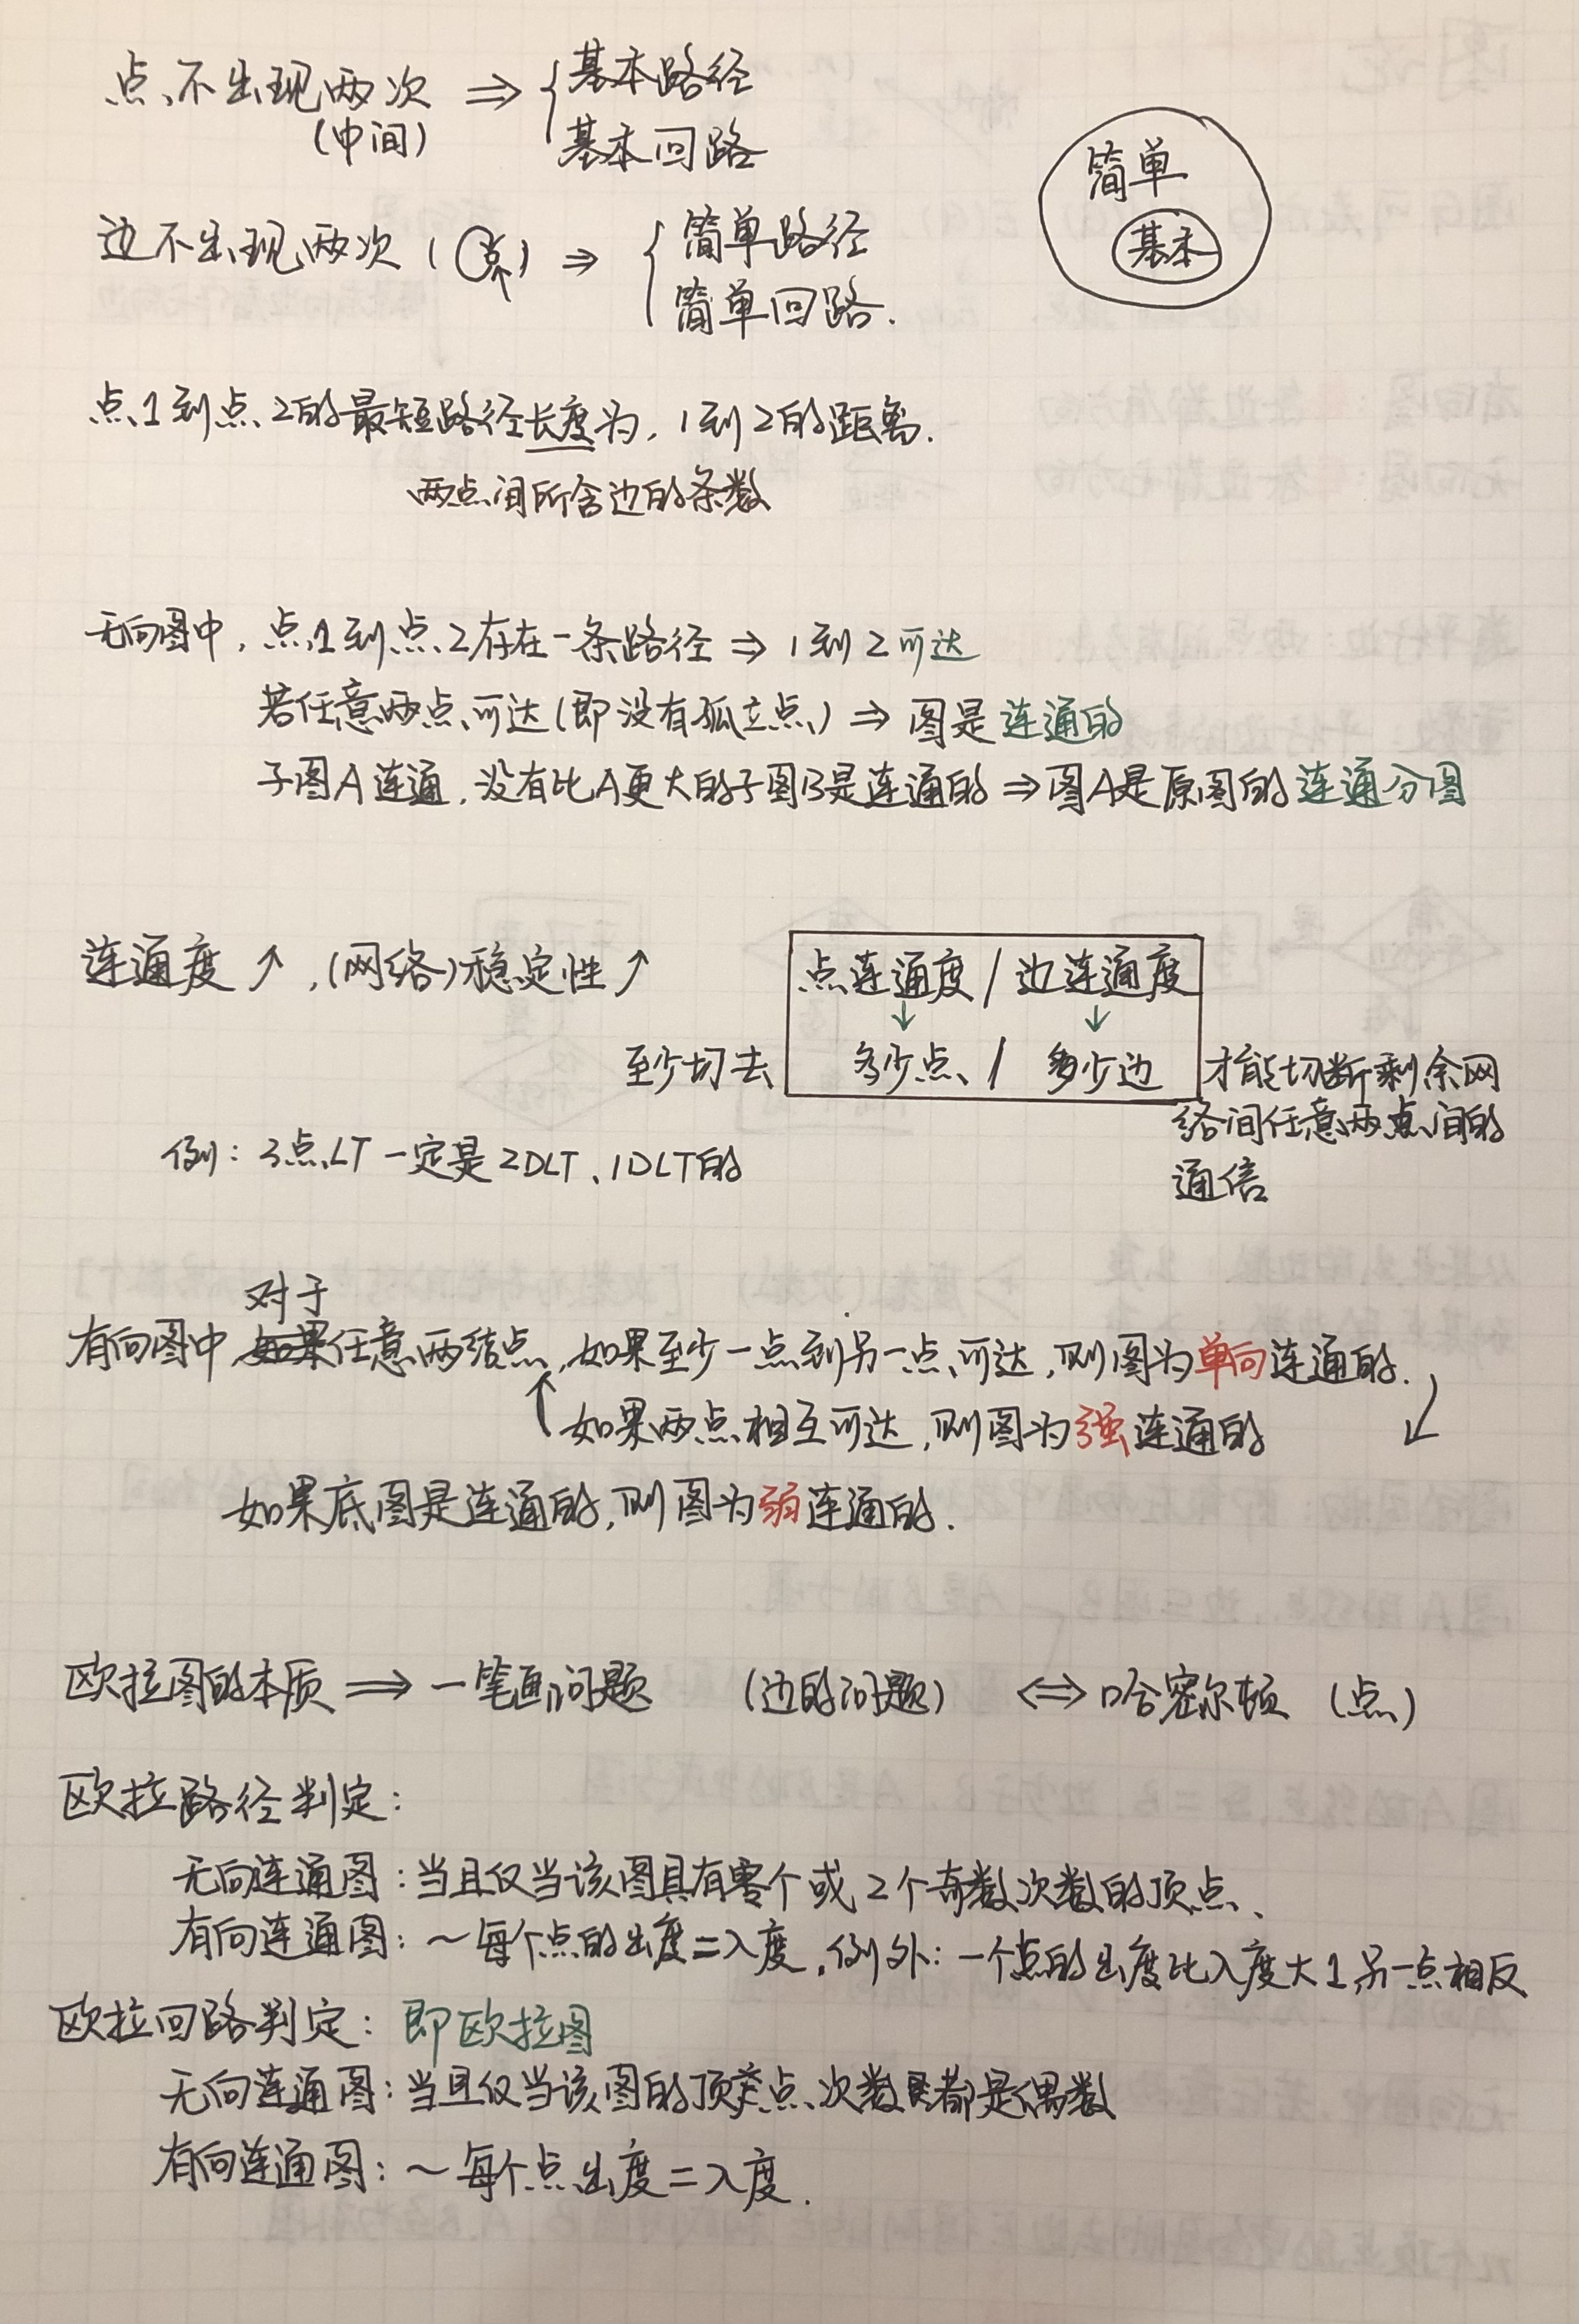 点不出现两次 ⇒ { 基本路径
(中间) 基本回路
边不出现两次 ( ) ⇒ { 简单路径
简单回路.
简单
基本
点1到点2的最短路径长度为, 1到2的距离.
两点间所含边的条数
无向图中, 点1到点2存在一条路径 ⇒ 1到2可达
若任意两点可达(即没有孤立点) ⇒ 图是连通的
子图A连通, 没有比A更大的子图B是连通的 ⇒ 图A是原图的连通分图
连通度↗, (网络)稳定性↗
点连通度 / 边连通度
↓ ↓
至少切去 多少点 / 多少边 才能切断剩余网
络间任意两点间的
通信
例: 3点LT一定是2DLT、1DLT的
对于
有向图中 如果任意两结点, 如果至少一点到另一点可达, 则图为单向连通的.
↑如果两点相互可达, 则图为强连通的 ↙
如果底图是连通的, 则图为弱连通的.
欧拉图的本质 ⇒ 一笔画问题 (边的问题) ⇔ 哈密尔顿 (点)
欧拉路径判定:
无向连通图: 当且仅当该图具有零个或2个奇数次数的顶点、
有向连通图: ~每个点的出度=入度, 例外: 一个点的出度比入度大1,另一点相反
欧拉回路判定: 即欧拉图
无向连通图: 当且仅当该图的顶点次数都是偶数
有向连通图: ~每个点出度=入度.